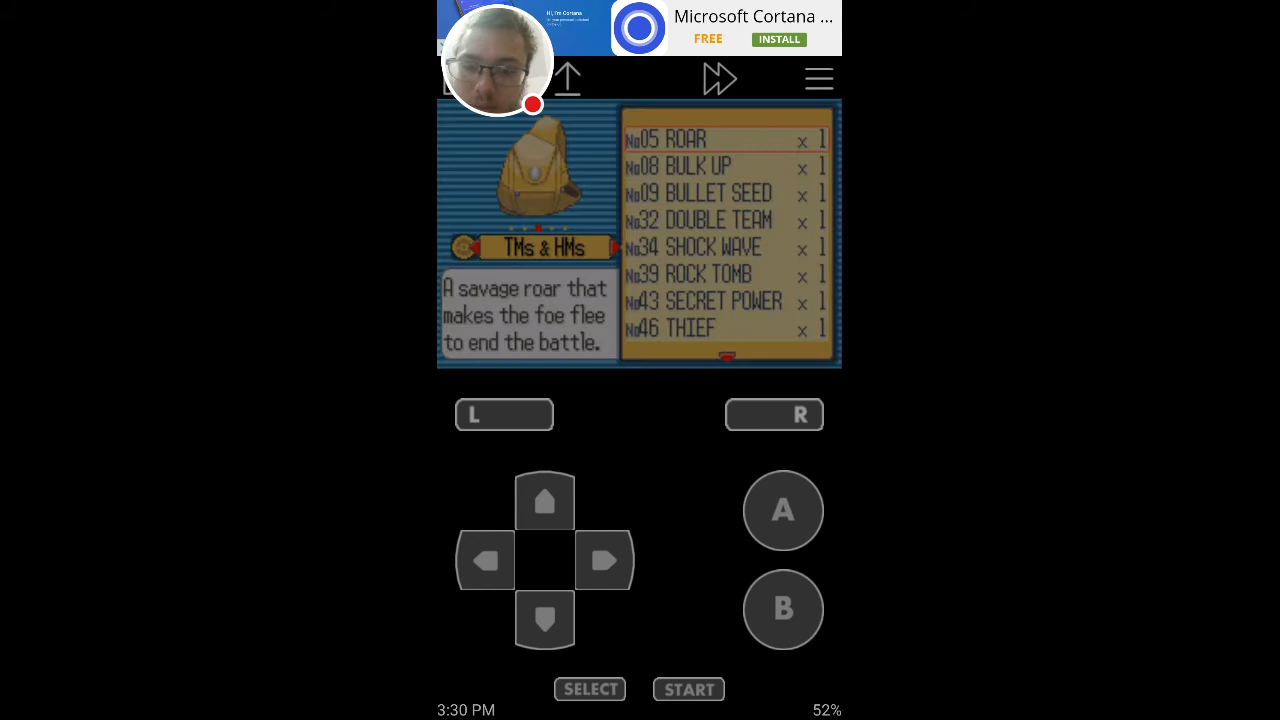 Hi, I'm Cortana.
Microsoft Cortana ...
FREE
INSTALL
TMs & HMs
A savage roar that
makes the foe flee
to end the battle.
No05 ROAR x 1
No08 BULK UP x 1
No09 BULLET SEED x 1
No32 DOUBLE TEAM x 1
No34 SHOCK WAVE x 1
No39 ROCK TOMB x 1
No43 SECRET POWER x 1
No46 THIEF x 1
L
R
A
B
SELECT
START
3:30 PM
52%